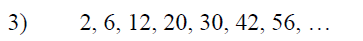 3) 2, 6, 12, 20, 30, 42, 56, …